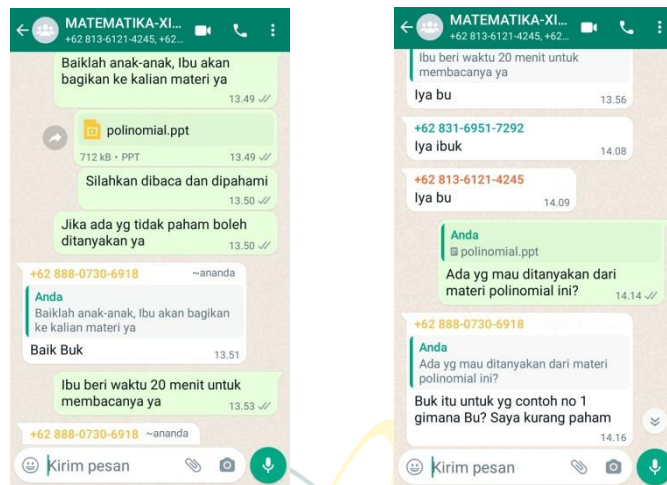 MATEMATIKA-XI...
+62 813-6121-4245, +62...
Baiklah anak-anak, Ibu akan
bagikan ke kalian materi ya
13.49
polinomial.ppt
712 kB • PPT 13.49
Silahkan dibaca dan dipahami
13.50
Jika ada yg tidak paham boleh
ditanyakan ya 13.50
+62 888-0730-6918 ~ananda
Anda
Baiklah anak-anak, Ibu akan bagikan
ke kalian materi ya
Baik Buk 13.51
Ibu beri waktu 20 menit untuk
membacanya ya 13.53
+62 888-0730-6918 ~ananda
Kirim pesan
MATEMATIKA-XI...
+62 813-6121-4245, +62...
Ibu beri waktu 20 menit untuk
membacanya ya
Iya bu 13.56
+62 831-6951-7292
Iya ibuk 14.08
+62 813-6121-4245
Iya bu 14.09
Anda
polinomial.ppt
Ada yg mau ditanyakan dari
materi polinomial ini? 14.14
+62 888-0730-6918
Anda
Ada yg mau ditanyakan dari materi
polinomial ini?
Buk itu untuk yg contoh no 1
gimana Bu? Saya kurang paham
14.16
Kirim pesan